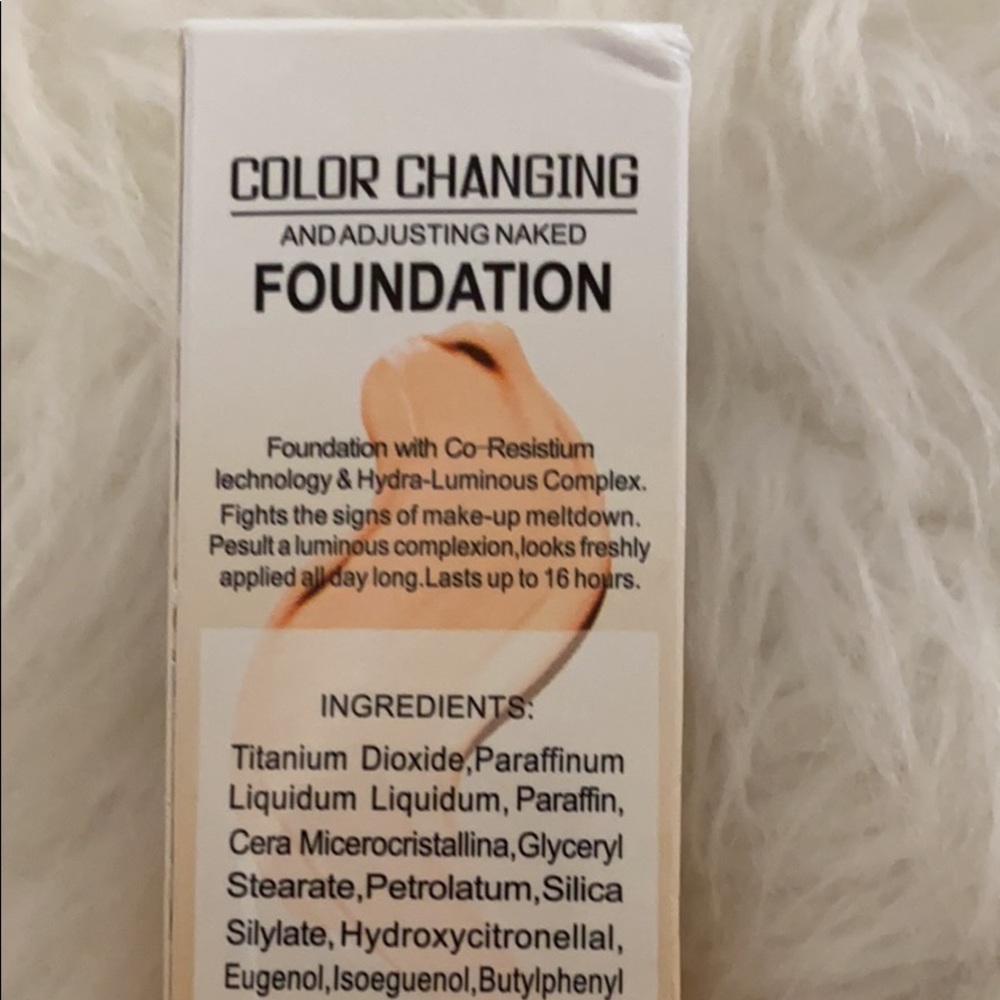 COLOR CHANGING
AND ADJUSTING NAKED
FOUNDATION
Foundation with Co-Resistium
lechnology & Hydra-Luminous Complex.
Fights the signs of make-up meltdown.
Pesult a luminous complexion,looks freshly
applied all day long.Lasts up to 16 hours.
INGREDIENTS:
Titanium Dioxide,Paraffinum
Liquidum Liquidum, Paraffin,
Cera Micerocristallina,Glyceryl
Stearate,Petrolatum,Silica
Silylate, Hydroxycitronellal,
Eugenol,Isoeguenol,Butylphenyl